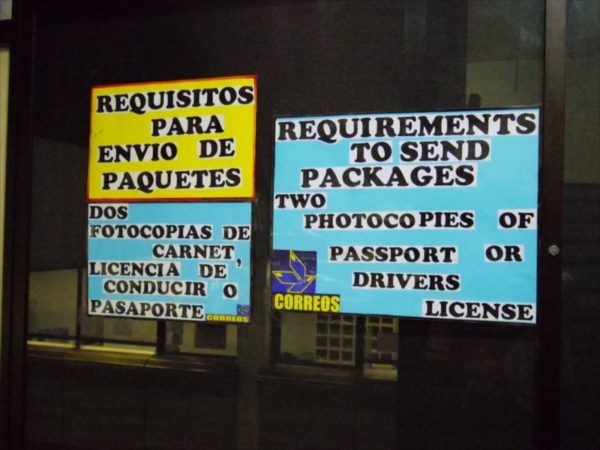 REQUISITOS
PARA
ENVIO DE
PAQUETES
DOS
FOTOCOPIAS DE
CARNET,
LICENCIA DE
CONDUCIR O
PASAPORTE
CORREOS
REQUIREMENTS
TO SEND
PACKAGES
TWO
PHOTOCOPIES OF
PASSPORT OR
DRIVERS
LICENSE
CORREOS